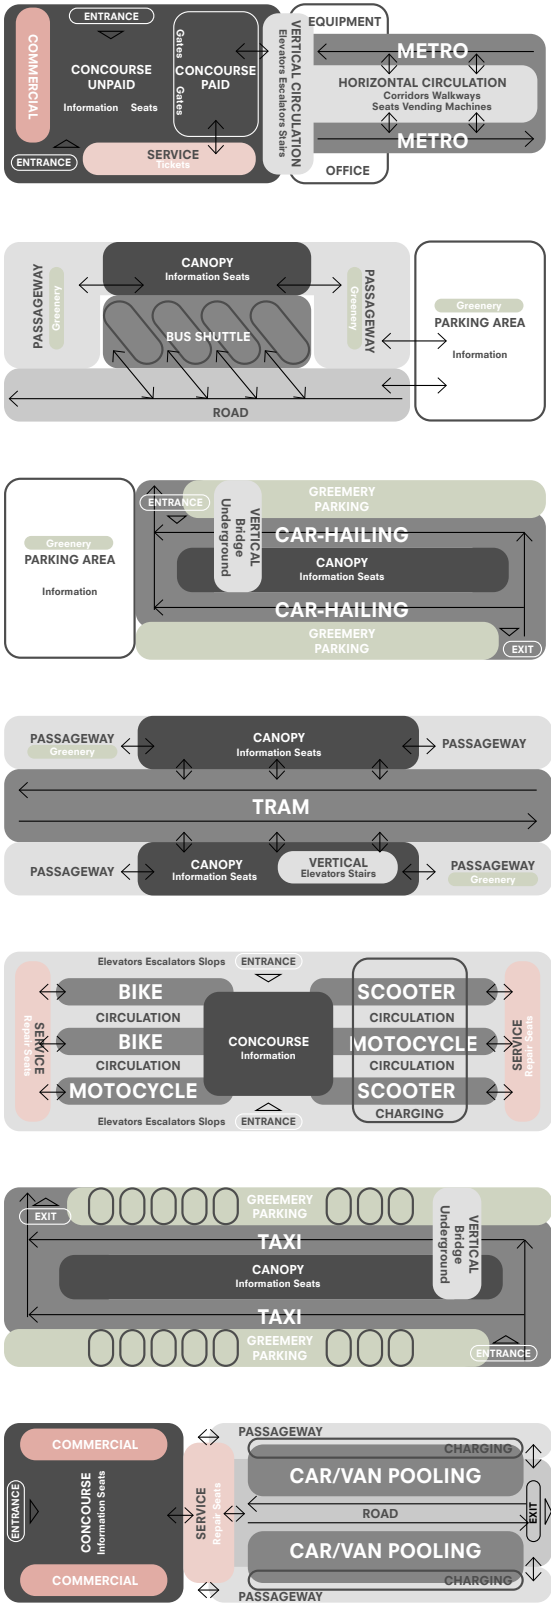 ENTRANCE
COMMERCIAL
CONCOURSE
UNPAID
Information Seats
Gates
CONCOURSE
PAID
Gates
ENTRANCE
SERVICE
Tickets
VERTICAL CIRCULATION
Elevators Escalators Stairs
EQUIPMENT
METRO
HORIZONTAL CIRCULATION
Corridors Walkways
Seats Vending Machines
METRO
OFFICE
PASSAGEWAY
Greenery
CANOPY
Information Seats
BUS SHUTTLE
Greenery
PASSAGEWAY
ROAD
Greenery
PARKING AREA
Information
Greenery
PARKING AREA
Information
ENTRANCE
GREEMERY
PARKING
VERTICAL
Bridge
Underground
CAR-HAILING
CANOPY
Information Seats
CAR-HAILING
GREEMERY
PARKING
EXIT
PASSAGEWAY
Greenery
CANOPY
Information Seats
PASSAGEWAY
TRAM
PASSAGEWAY
CANOPY
Information Seats
VERTICAL
Elevators Stairs
PASSAGEWAY
Greenery
Elevators Escalators Slops
ENTRANCE
SERVICE
Repair Seats
BIKE
CIRCULATION
BIKE
CIRCULATION
MOTOCYCLE
CONCOURSE
Information
SCOOTER
CIRCULATION
MOTOCYCLE
CIRCULATION
SCOOTER
CHARGING
SERVICE
Repair Seats
Elevators Escalators Slops
ENTRANCE
EXIT
GREEMERY
PARKING
VERTICAL
Bridge
Underground
TAXI
CANOPY
Information Seats
TAXI
GREEMERY
PARKING
ENTRANCE
COMMERCIAL
ENTRANCE
CONCOURSE
Information Seats
COMMERCIAL
SERVICE
Repair Seats
PASSAGEWAY
CHARGING
CAR/VAN POOLING
ROAD
EXIT
CAR/VAN POOLING
CHARGING
PASSAGEWAY